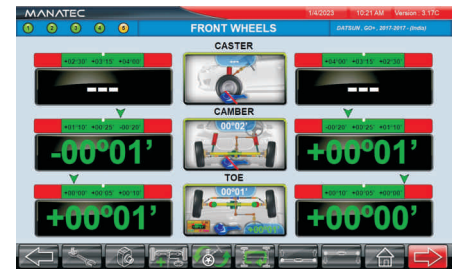 MANATEC 1/4/2023 10:21 AM Version : 3.17C
1 2 3 4 5 FRONT WHEELS DATSUN , GO+ , 2017-2017 - (India)
CASTER
+02°30' +03°15' +04°00' +04°00' +03°15' +02°30'
--- --- ---
CAMBER
+01°10' +00°25' -00°20' 00°02' -00°20' +00°25' +01°10'
-00°01' +00°01'
TOE
+00°00' +00°05' +00°10' 00°01' +00°10' +00°05' +00°00'
+00°01' +00°01' +00°00'